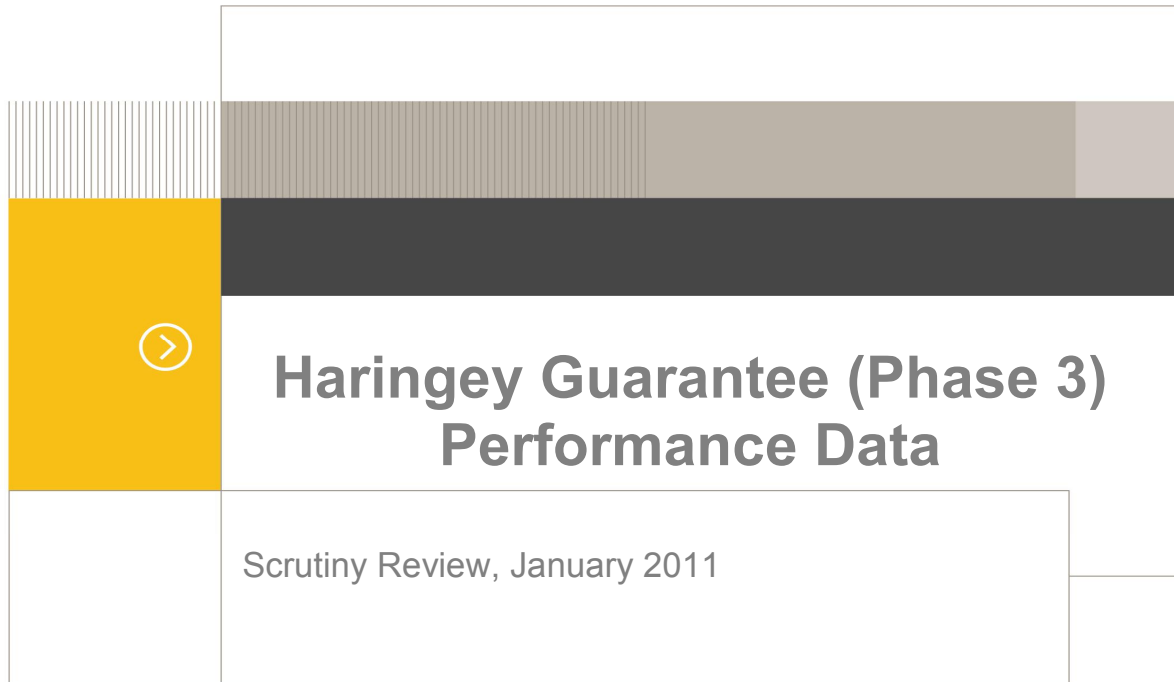 Haringey Guarantee (Phase 3)
Performance Data
Scrutiny Review, January 2011